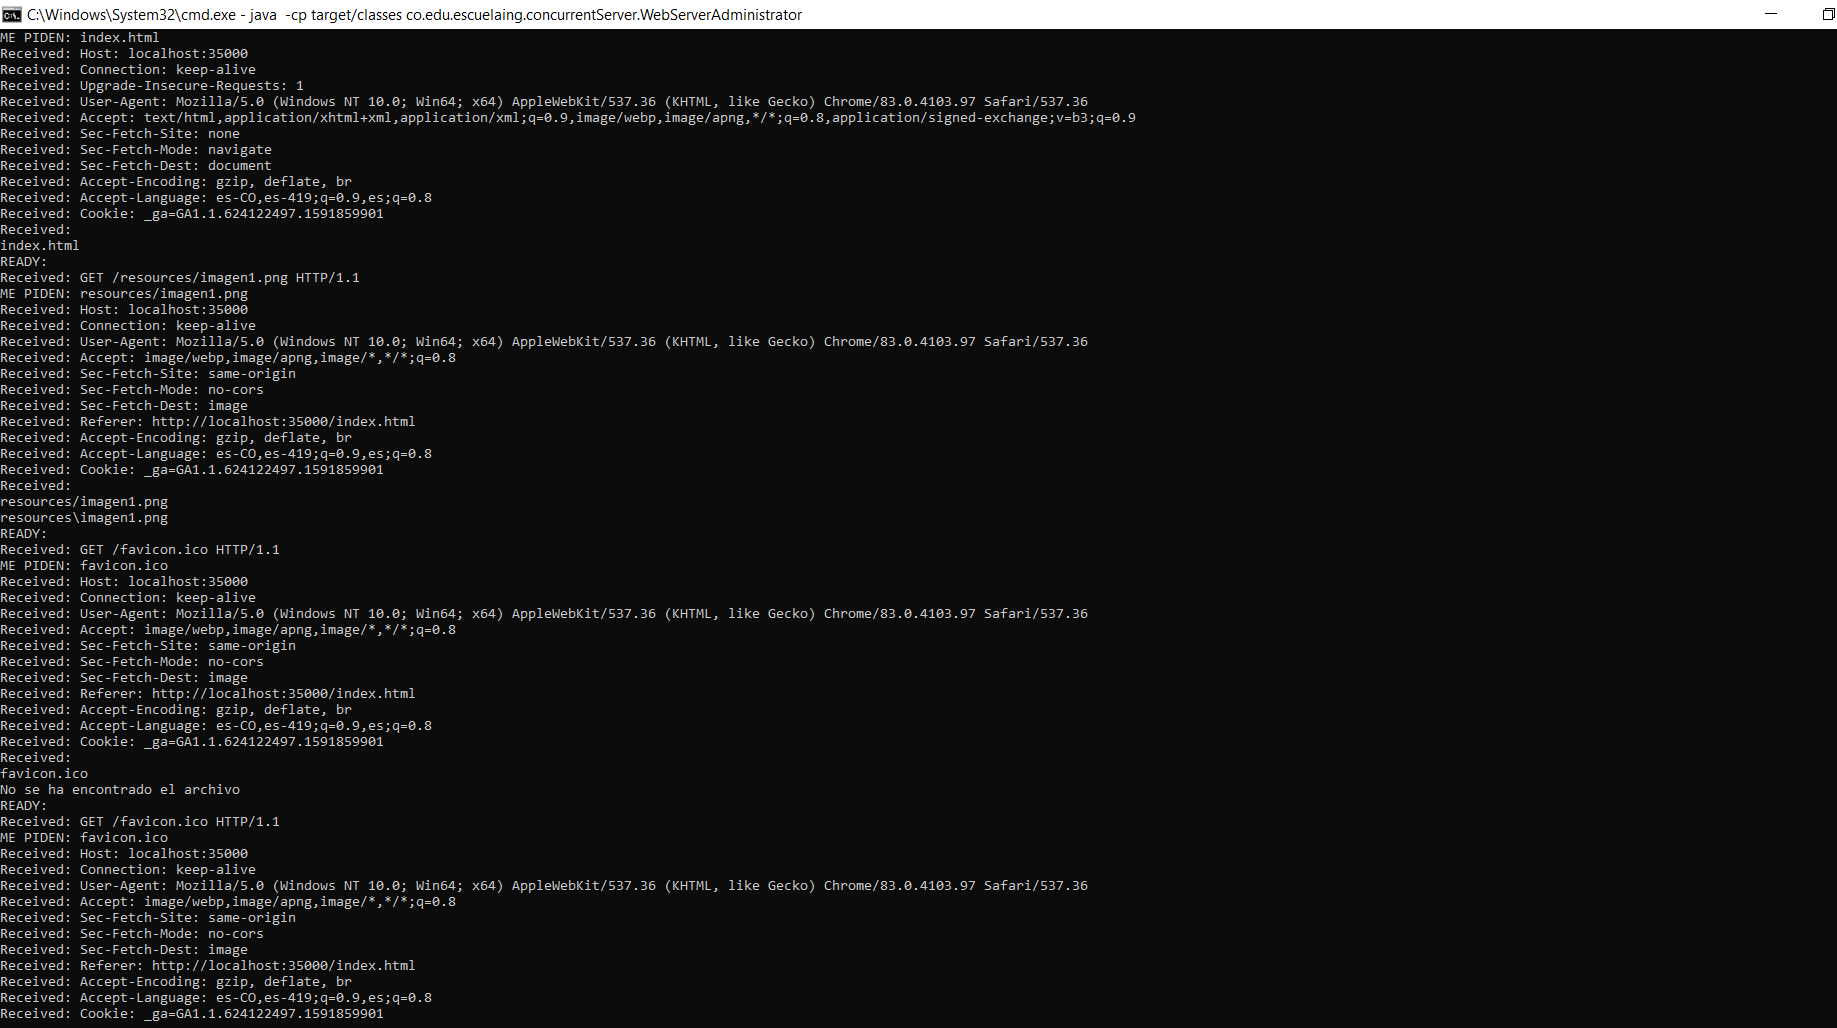 C:\Windows\System32\cmd.exe - java  -cp target/classes co.edu.escuelaing.concurrentServer.WebServerAdministrator
ME PIDEN: index.html
Received: Host: localhost:35000
Received: Connection: keep-alive
Received: Upgrade-Insecure-Requests: 1
Received: User-Agent: Mozilla/5.0 (Windows NT 10.0; Win64; x64) AppleWebKit/537.36 (KHTML, like Gecko) Chrome/83.0.4103.97 Safari/537.36
Received: Accept: text/html,application/xhtml+xml,application/xml;q=0.9,image/webp,image/apng,*/*;q=0.8,application/signed-exchange;v=b3;q=0.9
Received: Sec-Fetch-Site: none
Received: Sec-Fetch-Mode: navigate
Received: Sec-Fetch-Dest: document
Received: Accept-Encoding: gzip, deflate, br
Received: Accept-Language: es-CO,es-419;q=0.9,es;q=0.8
Received: Cookie: _ga=GA1.1.624122497.1591859901
Received:
index.html
READY:
Received: GET /resources/imagen1.png HTTP/1.1
ME PIDEN: resources/imagen1.png
Received: Host: localhost:35000
Received: Connection: keep-alive
Received: User-Agent: Mozilla/5.0 (Windows NT 10.0; Win64; x64) AppleWebKit/537.36 (KHTML, like Gecko) Chrome/83.0.4103.97 Safari/537.36
Received: Accept: image/webp,image/apng,image/*,*/*;q=0.8
Received: Sec-Fetch-Site: same-origin
Received: Sec-Fetch-Mode: no-cors
Received: Sec-Fetch-Dest: image
Received: Referer: http://localhost:35000/index.html
Received: Accept-Encoding: gzip, deflate, br
Received: Accept-Language: es-CO,es-419;q=0.9,es;q=0.8
Received: Cookie: _ga=GA1.1.624122497.1591859901
Received:
resources/imagen1.png
resources\imagen1.png
READY:
Received: GET /favicon.ico HTTP/1.1
ME PIDEN: favicon.ico
Received: Host: localhost:35000
Received: Connection: keep-alive
Received: User-Agent: Mozilla/5.0 (Windows NT 10.0; Win64; x64) AppleWebKit/537.36 (KHTML, like Gecko) Chrome/83.0.4103.97 Safari/537.36
Received: Accept: image/webp,image/apng,image/*,*/*;q=0.8
Received: Sec-Fetch-Site: same-origin
Received: Sec-Fetch-Mode: no-cors
Received: Sec-Fetch-Dest: image
Received: Referer: http://localhost:35000/index.html
Received: Accept-Encoding: gzip, deflate, br
Received: Accept-Language: es-CO,es-419;q=0.9,es;q=0.8
Received: Cookie: _ga=GA1.1.624122497.1591859901
Received:
favicon.ico
No se ha encontrado el archivo
READY:
Received: GET /favicon.ico HTTP/1.1
ME PIDEN: favicon.ico
Received: Host: localhost:35000
Received: Connection: keep-alive
Received: User-Agent: Mozilla/5.0 (Windows NT 10.0; Win64; x64) AppleWebKit/537.36 (KHTML, like Gecko) Chrome/83.0.4103.97 Safari/537.36
Received: Accept: image/webp,image/apng,image/*,*/*;q=0.8
Received: Sec-Fetch-Site: same-origin
Received: Sec-Fetch-Mode: no-cors
Received: Sec-Fetch-Dest: image
Received: Referer: http://localhost:35000/index.html
Received: Accept-Encoding: gzip, deflate, br
Received: Accept-Language: es-CO,es-419;q=0.9,es;q=0.8
Received: Cookie: _ga=GA1.1.624122497.1591859901